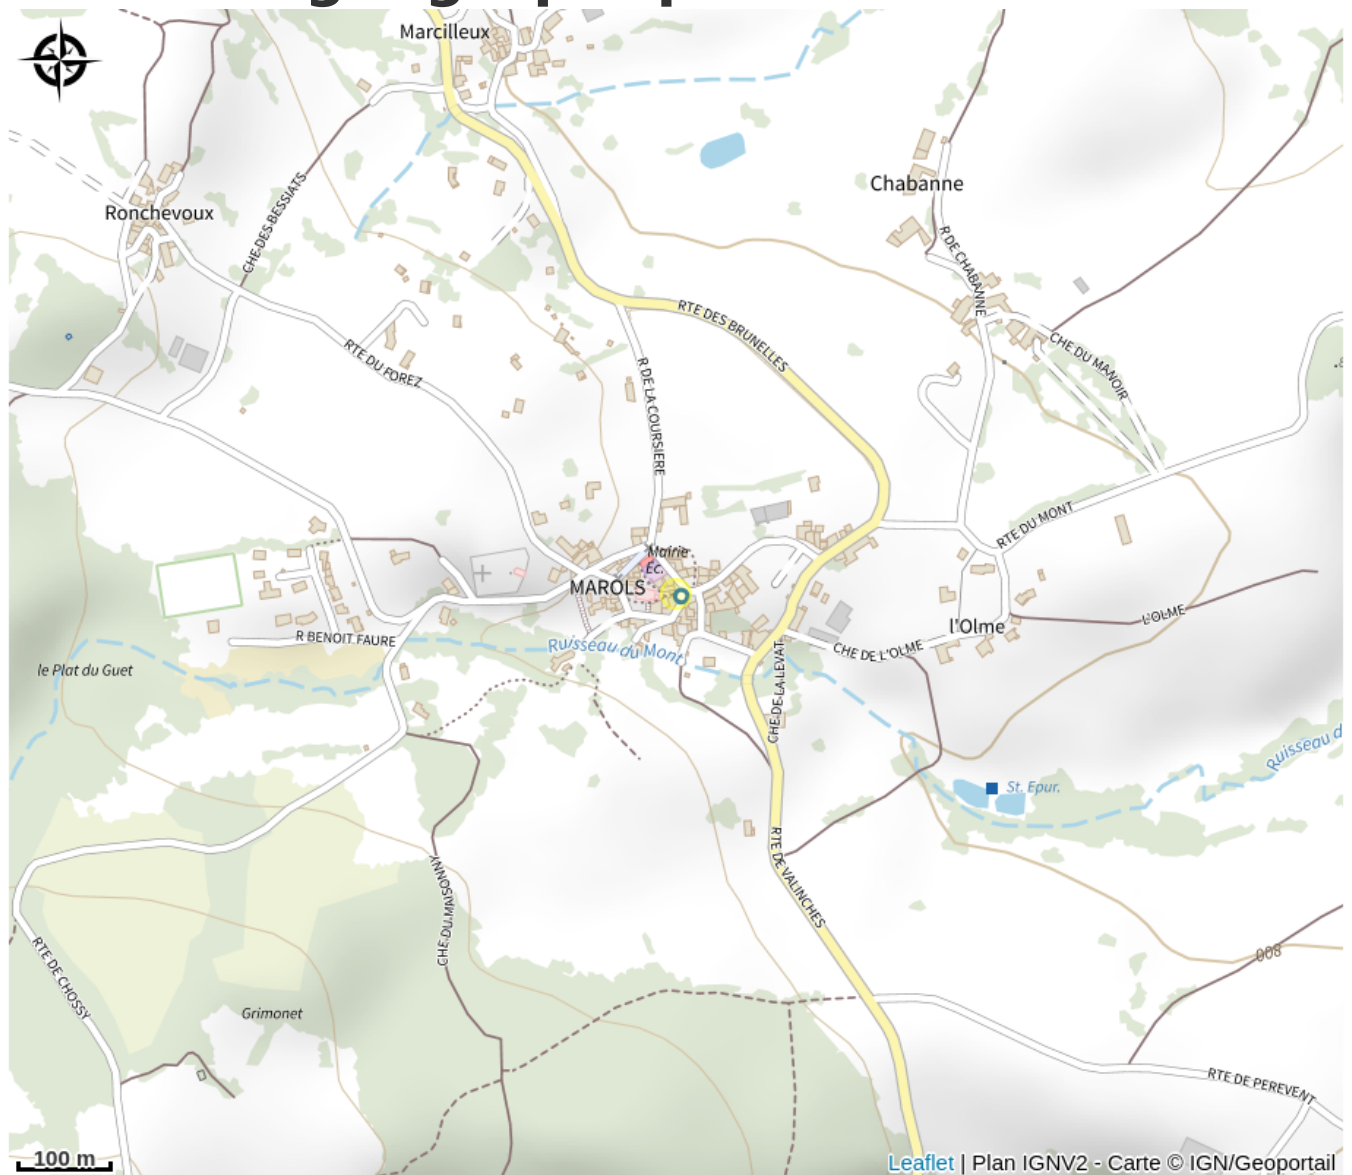 Marcilleux
Chabanne
Ronchevoux
CHE DES BESSIATS
R DE CHABANNE
RTE DES BRUNELLES
RTE DU FOREZ
CHE DU MANOIR
R DE LA COURSIERE
RTE DU MONT
Mairie
Éc.
MAROLS
L'OLME
l'Olme
R BENOIT FAURE
Ruisseau du Mont
CHE DE L'OLME
le Plat du Guet
CHE DE LA LEVAT
Ruisseau d
St. Epur.
RTE DE VALINCHES
CHE DU MAISONNY
800
RTE DE CHOSSY
Grimonet
RTE DE PEREVENT
100 m
Leaflet | Plan IGNV2 - Carte © IGN/Geoportail